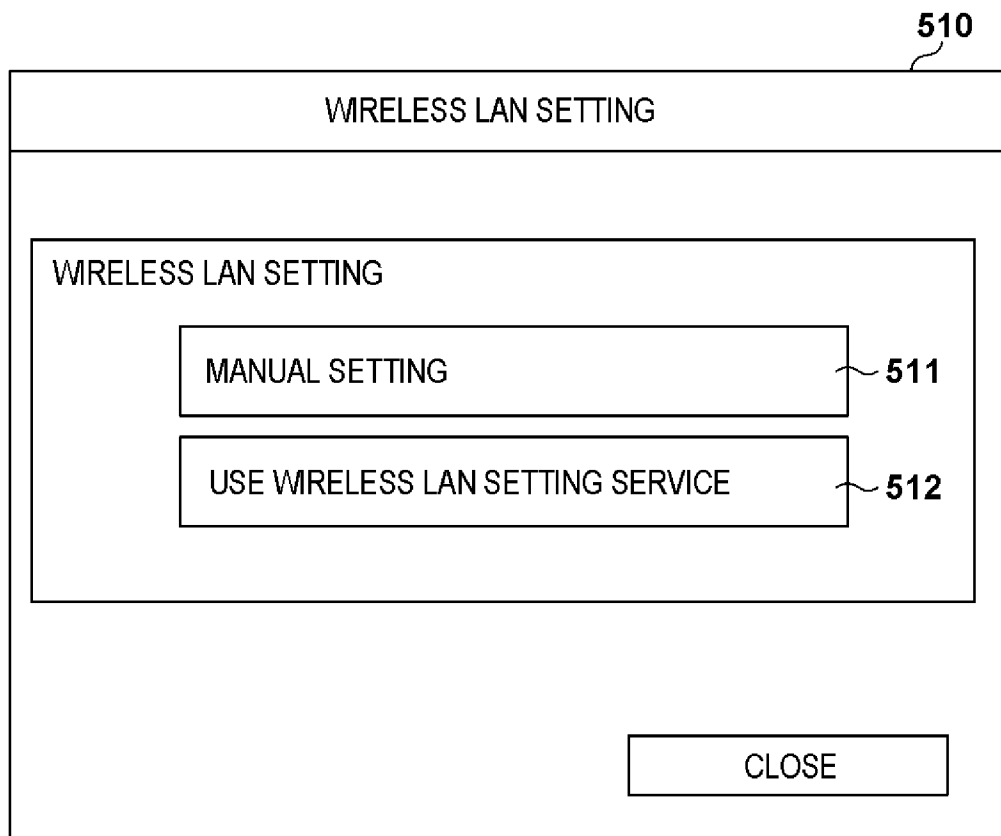 510
WIRELESS LAN SETTING
WIRELESS LAN SETTING
MANUAL SETTING 511
USE WIRELESS LAN SETTING SERVICE 512
CLOSE